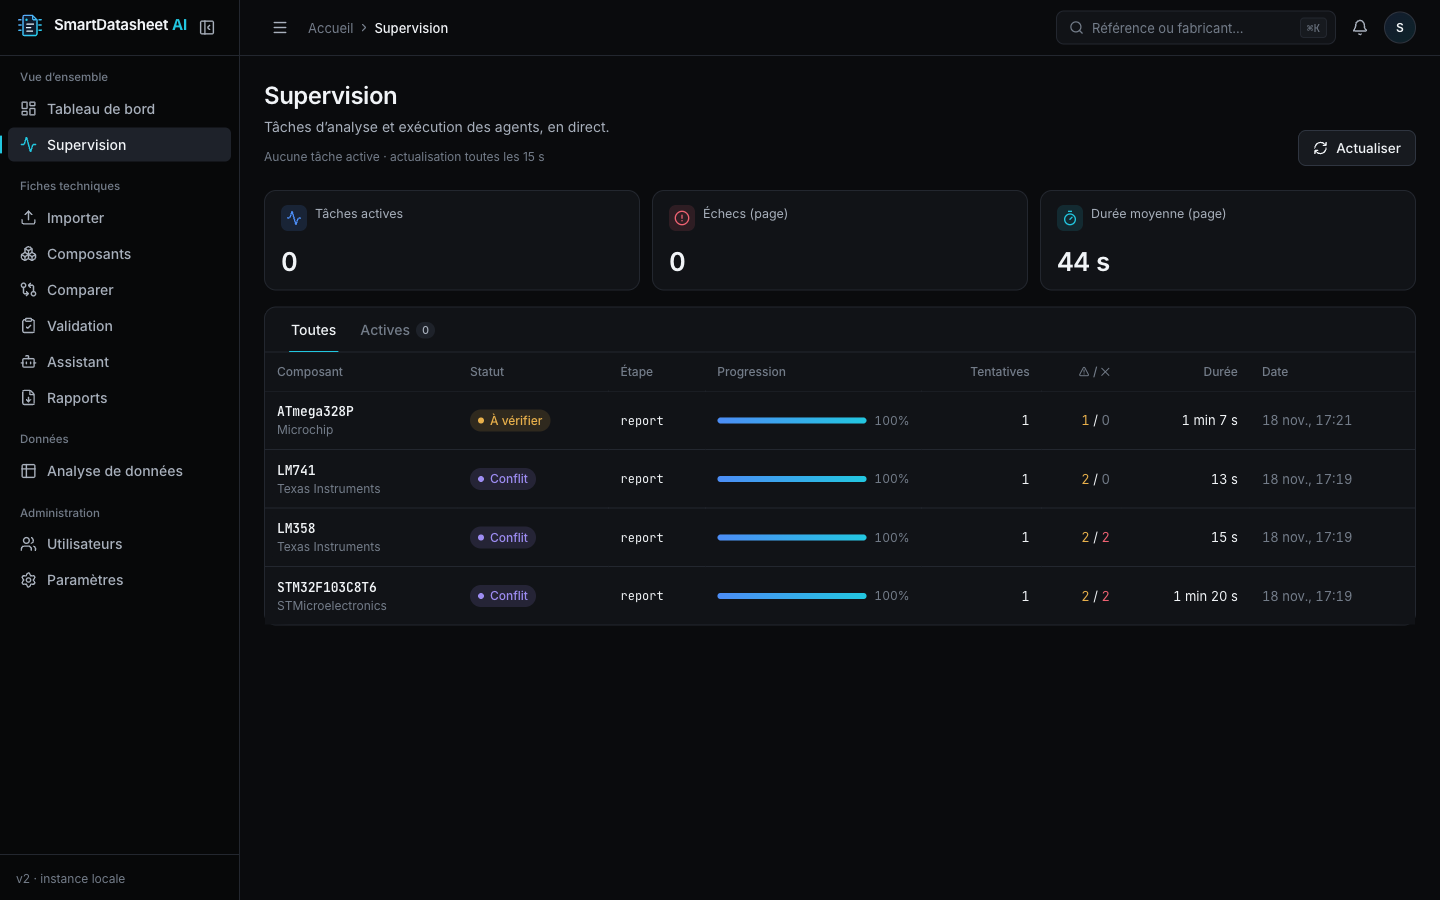 SmartDatasheet AI
Accueil > Supervision
Référence ou fabricant...
⌘K
S
Vue d’ensemble
Tableau de bord
Supervision
Fiches techniques
Importer
Composants
Comparer
Validation
Assistant
Rapports
Données
Analyse de données
Administration
Utilisateurs
Paramètres
v2 · instance locale
Supervision
Tâches d’analyse et exécution des agents, en direct.
Aucune tâche active · actualisation toutes les 15 s
Actualiser
Tâches actives
0
Échecs (page)
0
Durée moyenne (page)
44 s
Toutes Actives 0
Composant Statut Étape Progression Tentatives ⚠ / × Durée Date
ATmega328P
Microchip
À vérifier report 100% 1 1 / 0 1 min 7 s 18 nov., 17:21
LM741
Texas Instruments
Conflit report 100% 1 2 / 0 13 s 18 nov., 17:19
LM358
Texas Instruments
Conflit report 100% 1 2 / 2 15 s 18 nov., 17:19
STM32F103C8T6
STMicroelectronics
Conflit report 100% 1 2 / 2 1 min 20 s 18 nov., 17:19